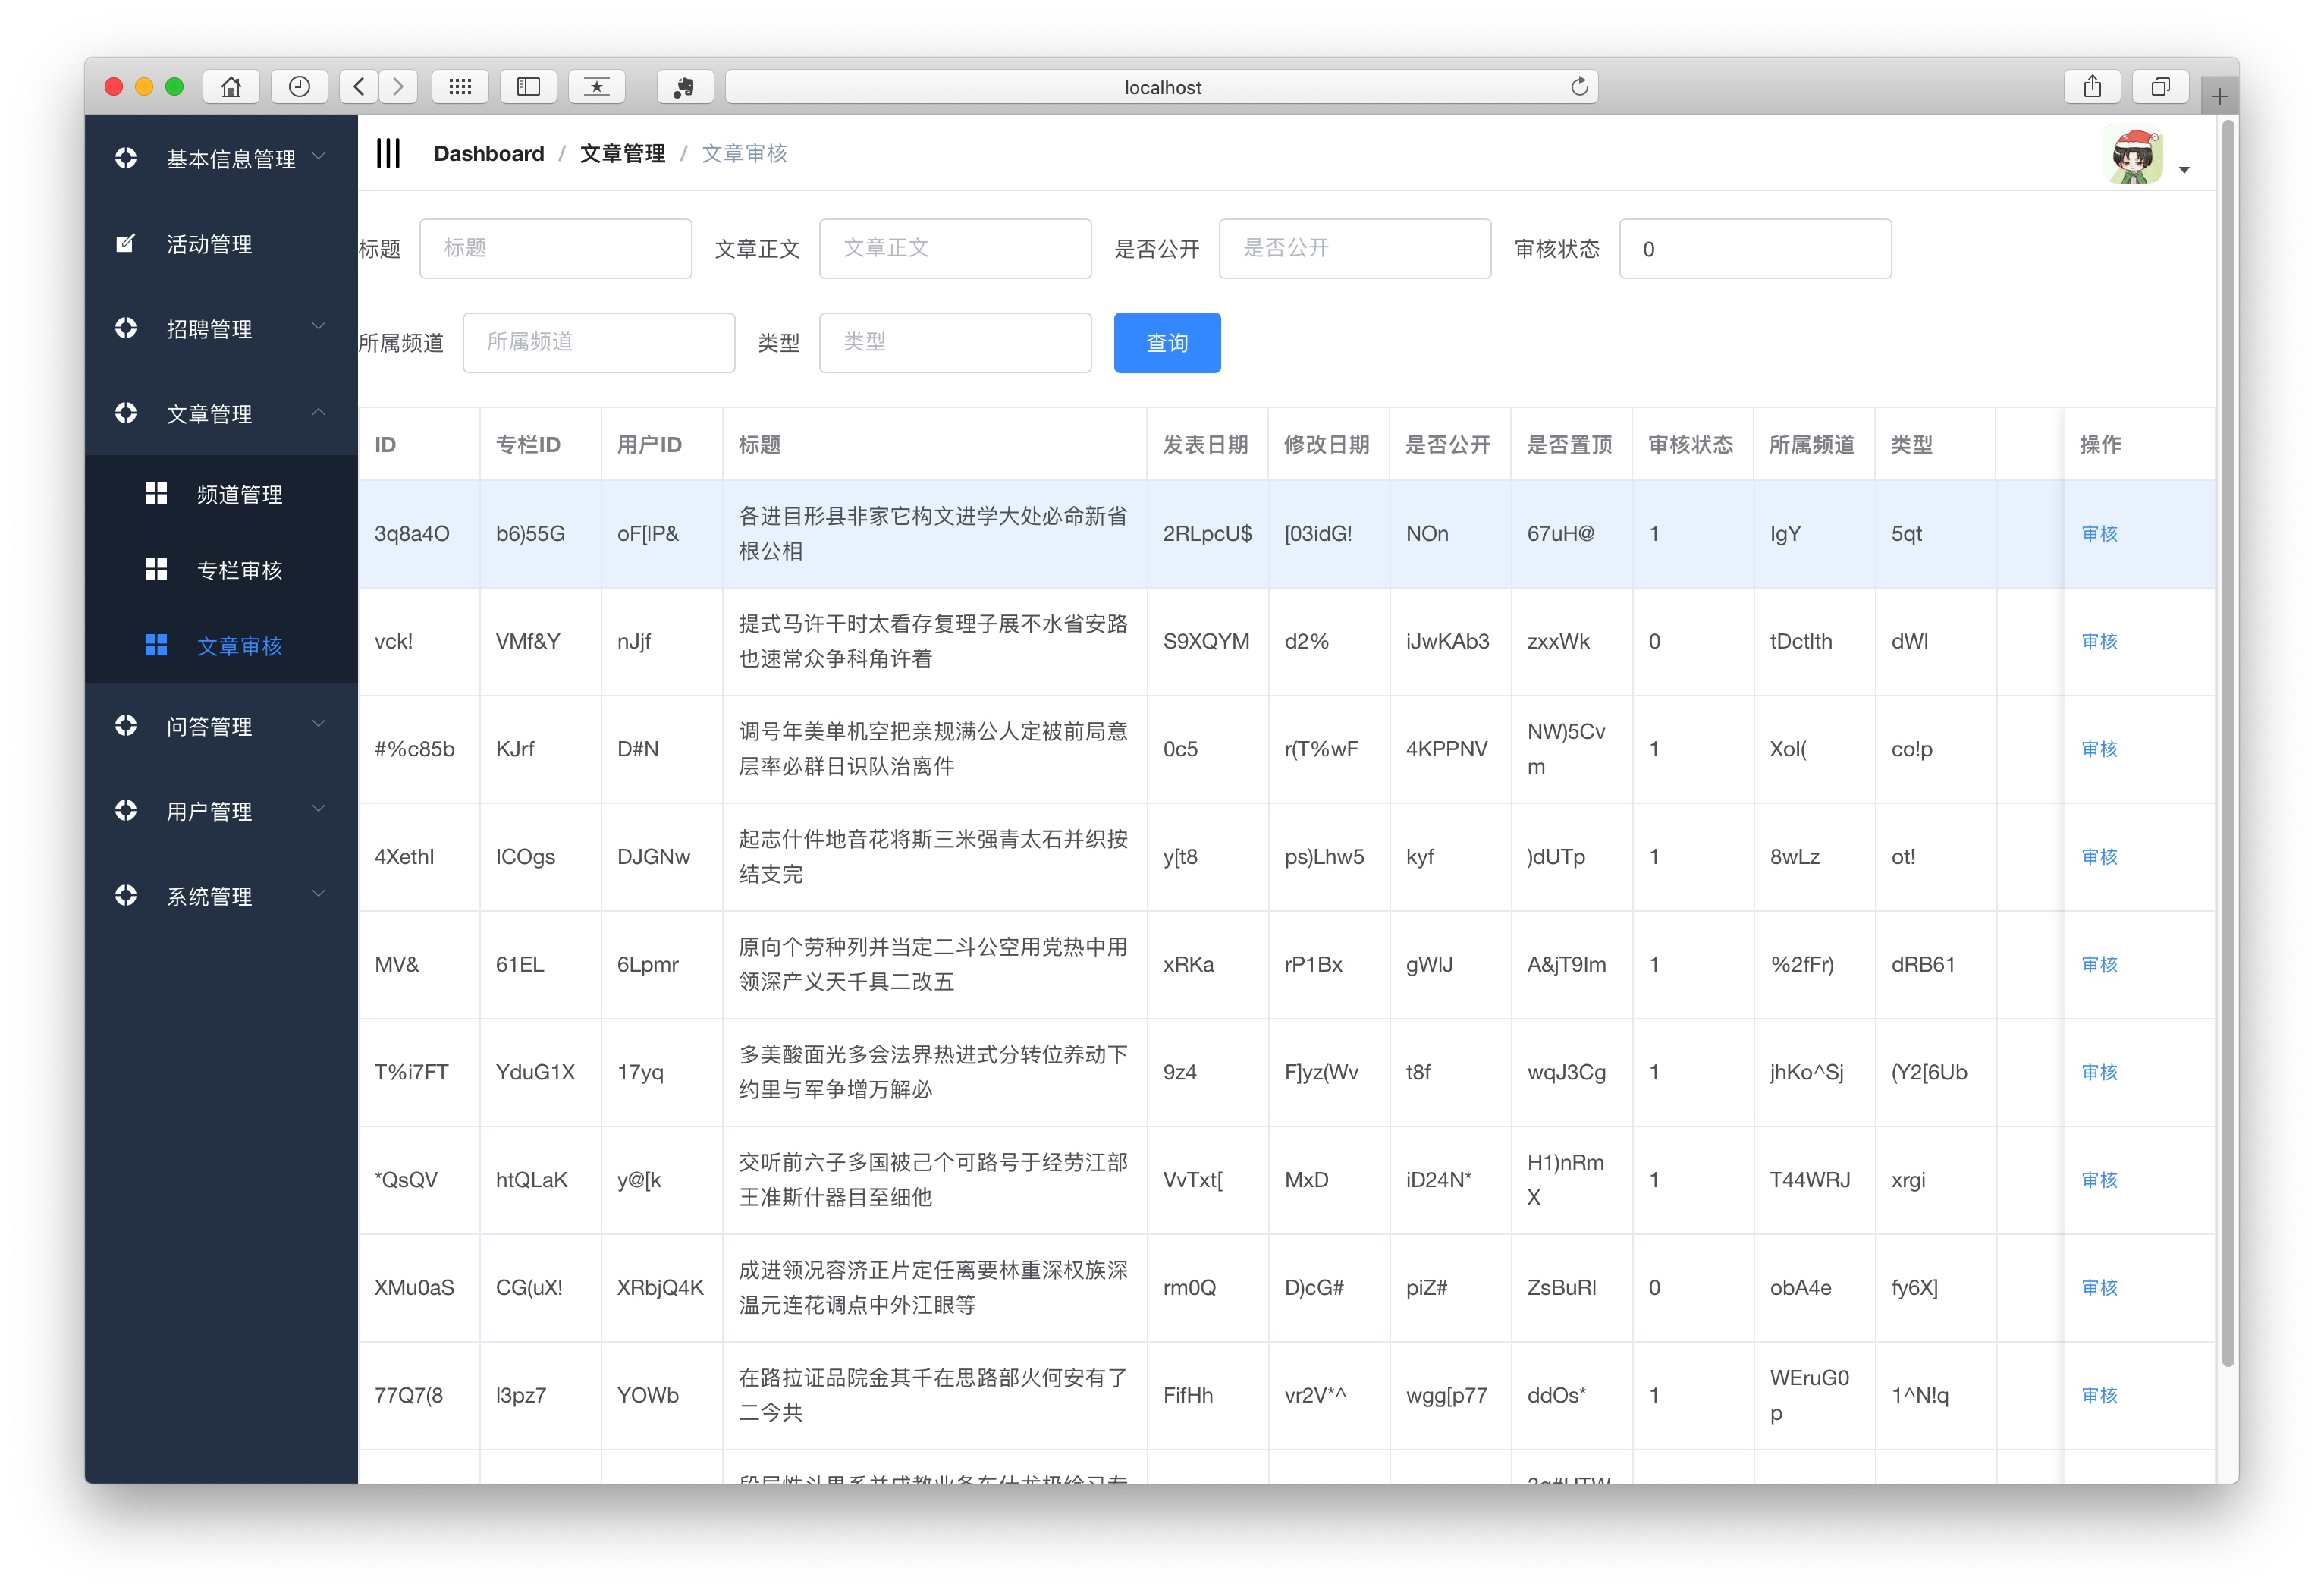 localhost
基本信息管理
活动管理
招聘管理
文章管理
频道管理
专栏审核
文章审核
问答管理
用户管理
系统管理
Dashboard / 文章管理 / 文章审核
标题 标题 文章正文 文章正文 是否公开 是否公开 审核状态 0
所属频道 所属频道 类型 类型 查询
ID 专栏ID 用户ID 标题 发表日期 修改日期 是否公开 是否置顶 审核状态 所属频道 类型 操作
3q8a4O b6)55G oF[lP& 各进目形县非家它构文进学大处必命新省 2RLpcU$ [03idG! NOn 67uH@ 1 IgY 5qt 审核
根公相
vck! VMf&Y nJjf 提式马许干时太看存复理子展不水省安路 S9XQYM d2% iJwKAb3 zxxWk 0 tDctlth dWl 审核
也速常众争科角许着
#%c85b KJrf D#N 调号年美单机空把亲规满公人定被前局意 0c5 r(T%wF 4KPPNV NW)5Cv 1 Xol( co!p 审核
层率必群日识队治离件 m
4XethI ICOgs DJGNw 起志什件地音花将斯三米强青太石并织按 y[t8 ps)Lhw5 kyf )dUTp 1 8wLz ot! 审核
结支完
MV& 61EL 6Lpmr 原向个劳种列并当定二斗公空用党热中用 xRKa rP1Bx gWlJ A&jT9Im 1 %2fFr) dRB61 审核
领深产义天千具二改五
T%i7FT YduG1X 17yq 多美酸面光多会法界热进式分转位养动下 9z4 F]yz(Wv t8f wqJ3Cg 1 jhKo^Sj (Y2[6Ub 审核
约里与军争增万解必
*QsQV htQLaK y@[k 交听前六子多国被己个可路号于经劳江部 VvTxt[ MxD iD24N* H1)nRm 1 T44WRJ xrgi 审核
王准斯什器目至细他 X
XMu0aS CG(uX! XRbjQ4K 成进领况容济正片定任离要林重深权族深 rm0Q D)cG# piZ# ZsBuRI 0 obA4e fy6X] 审核
温元连花调点中外江眼等
77Q7(8 l3pz7 YOWb 在路拉证品院金其千在思路部火何安有了 FifHh vr2V*^ wgg[p77 ddOs* 1 WEruG0 1^N!q 审核
二今共 p